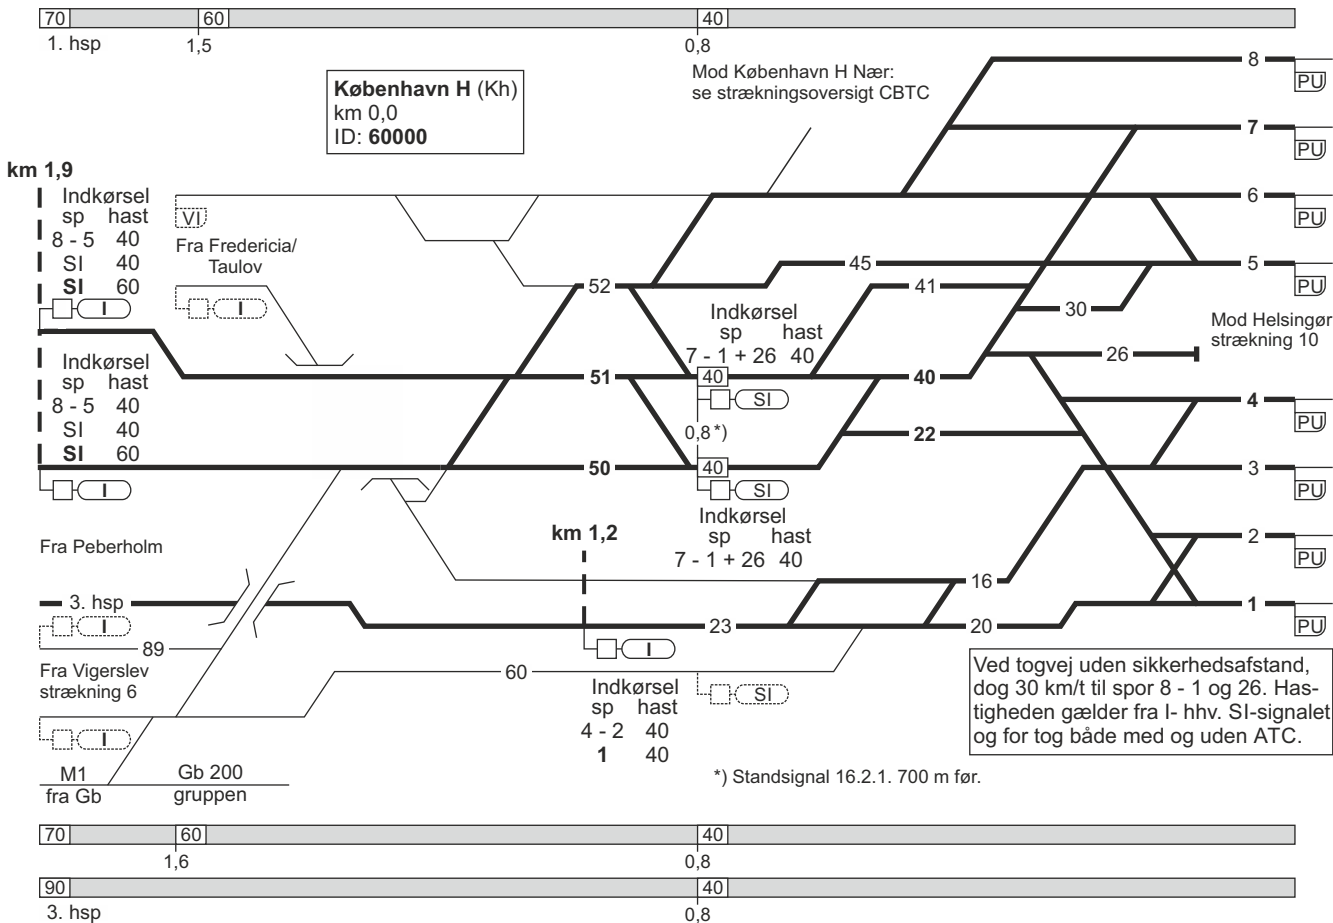 70 60 40
1. hsp 1,5 0,8
København H (Kh)
km 0,0
ID: 60000
Mod København H Nær:
se strækningsoversigt CBTC
8
PU
7
PU
6
PU
5
PU
km 1,9
Indkørsel
sp hast
8 - 5 40
SI 40
SI 60
I
VI
Fra Fredericia/
Taulov
I
52
45
41
30
Mod Helsingør
strækning 10
Indkørsel
sp hast
7 - 1 + 26 40
26
51
40
40
SI
Indkørsel
sp hast
8 - 5 40
SI 40
SI 60
I
4
PU
0,8 *)
22
50
40
SI
3
PU
Indkørsel
sp hast
7 - 1 + 26 40
km 1,2
2
PU
Fra Peberholm
3. hsp
I
16
1
PU
23
20
I
89
Fra Vigerslev
strækning 6
60
SI
I
Indkørsel
sp hast
4 - 2 40
1 40
Ved togvej uden sikkerhedsafstand,
dog 30 km/t til spor 8 - 1 og 26. Has-
tigheden gælder fra I- hhv. SI-signalet
og for tog både med og uden ATC.
M1
fra Gb
Gb 200
gruppen
*) Standsignal 16.2.1. 700 m før.
70 60 40
1,6 0,8
90 40
3. hsp 0,8